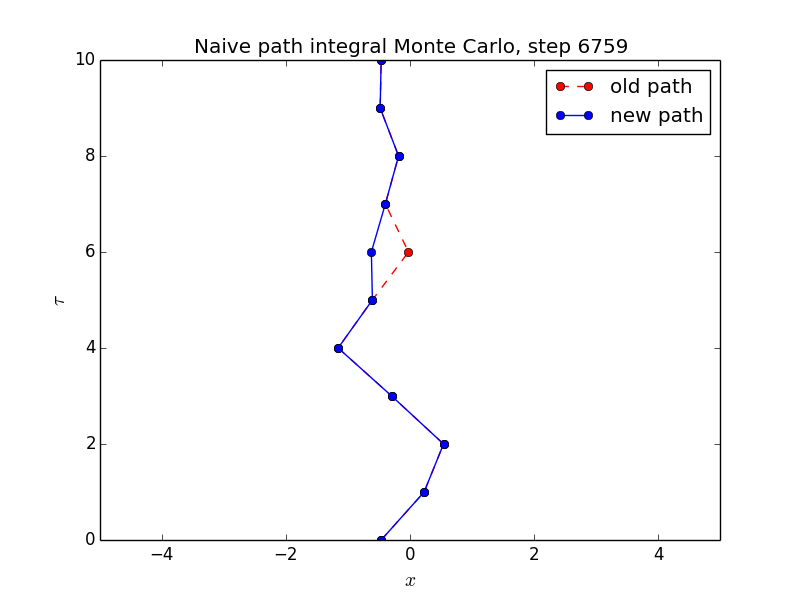 Naive path integral Monte Carlo, step 6759
old path
new path
10
8
6
4
2
0
τ
−4 −2 0 2 4
x